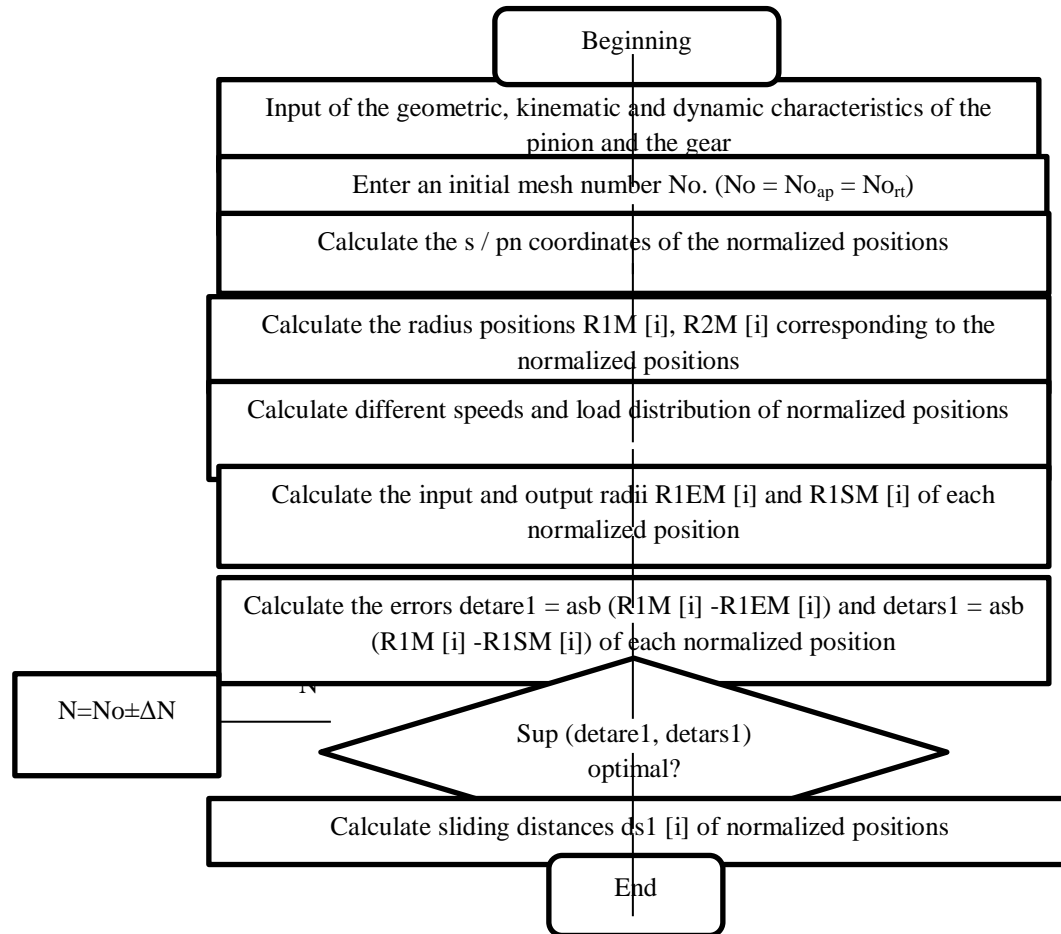 Beginning
Input of the geometric, kinematic and dynamic characteristics of the
pinion and the gear
Enter an initial mesh number No. (No = Noap = Nort)
Calculate the s / pn coordinates of the normalized positions
Calculate the radius positions R1M [i], R2M [i] corresponding to the
normalized positions
Calculate different speeds and load distribution of normalized positions
Calculate the input and output radii R1EM [i] and R1SM [i] of each
normalized position
Calculate the errors detare1 = asb (R1M [i] -R1EM [i]) and detars1 = asb
(R1M [i] -R1SM [i]) of each normalized position
N
N=No±ΔN
Sup (detare1, detars1)
optimal?
Calculate sliding distances ds1 [i] of normalized positions
End